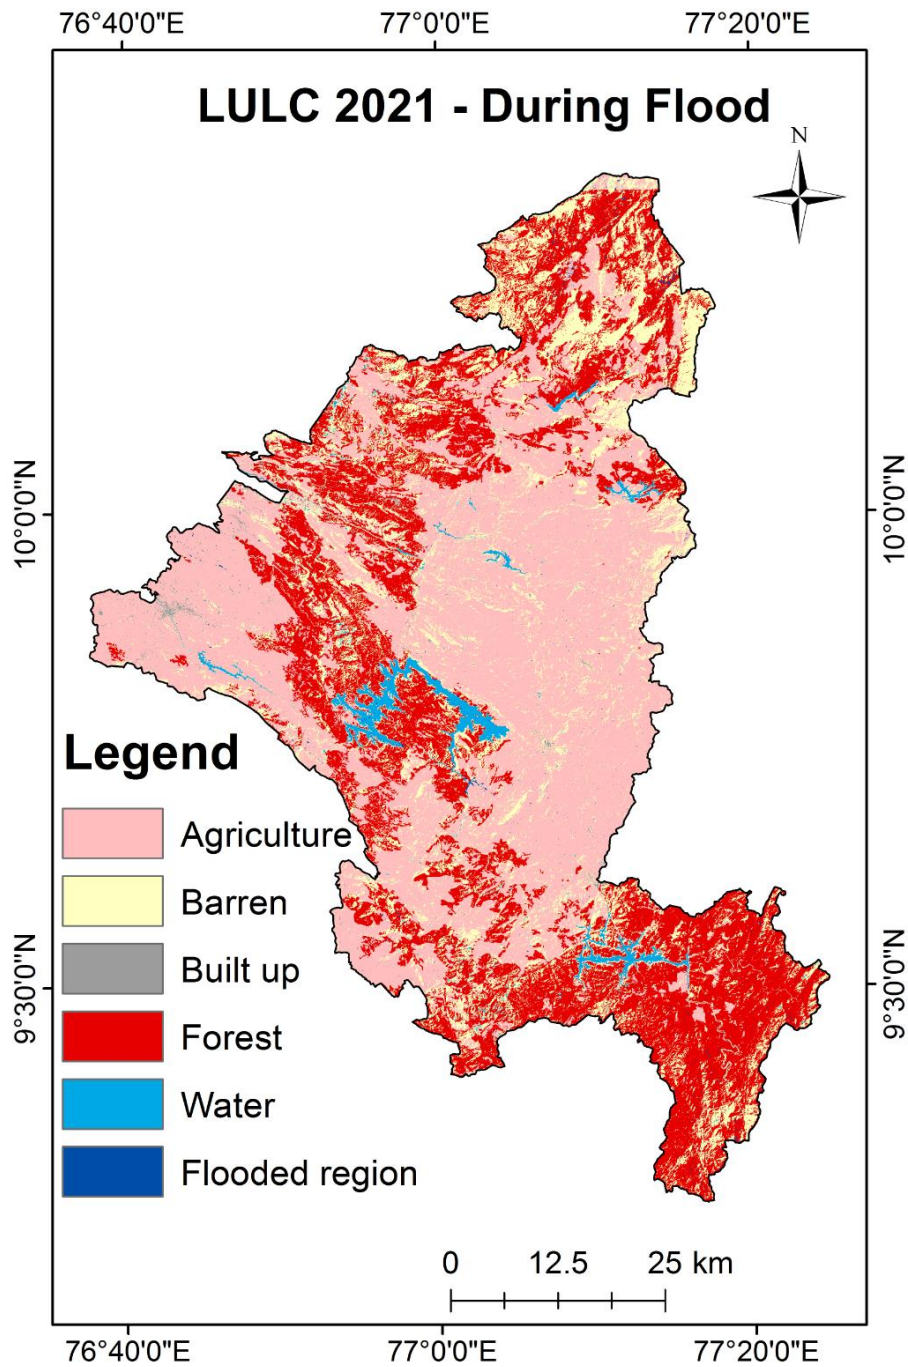 76°40'0"E 77°0'0"E 77°20'0"E
LULC 2021 - During Flood
N
10°0'0"N 10°0'0"N
Legend
Agriculture
Barren
Built up
Forest
Water
Flooded region
9°30'0"N 9°30'0"N
0 12.5 25 km
76°40'0"E 77°0'0"E 77°20'0"E